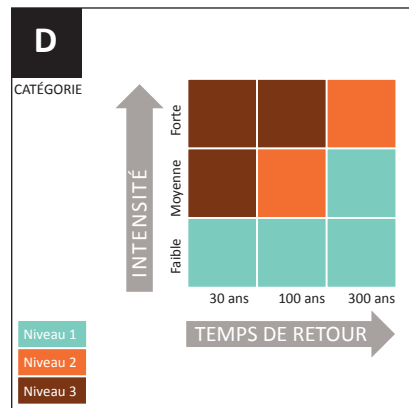 D
CATÉGORIE
INTENSITÉ
Forte
Moyenne
Faible
30 ans 100 ans 300 ans
TEMPS DE RETOUR
Niveau 1
Niveau 2
Niveau 3